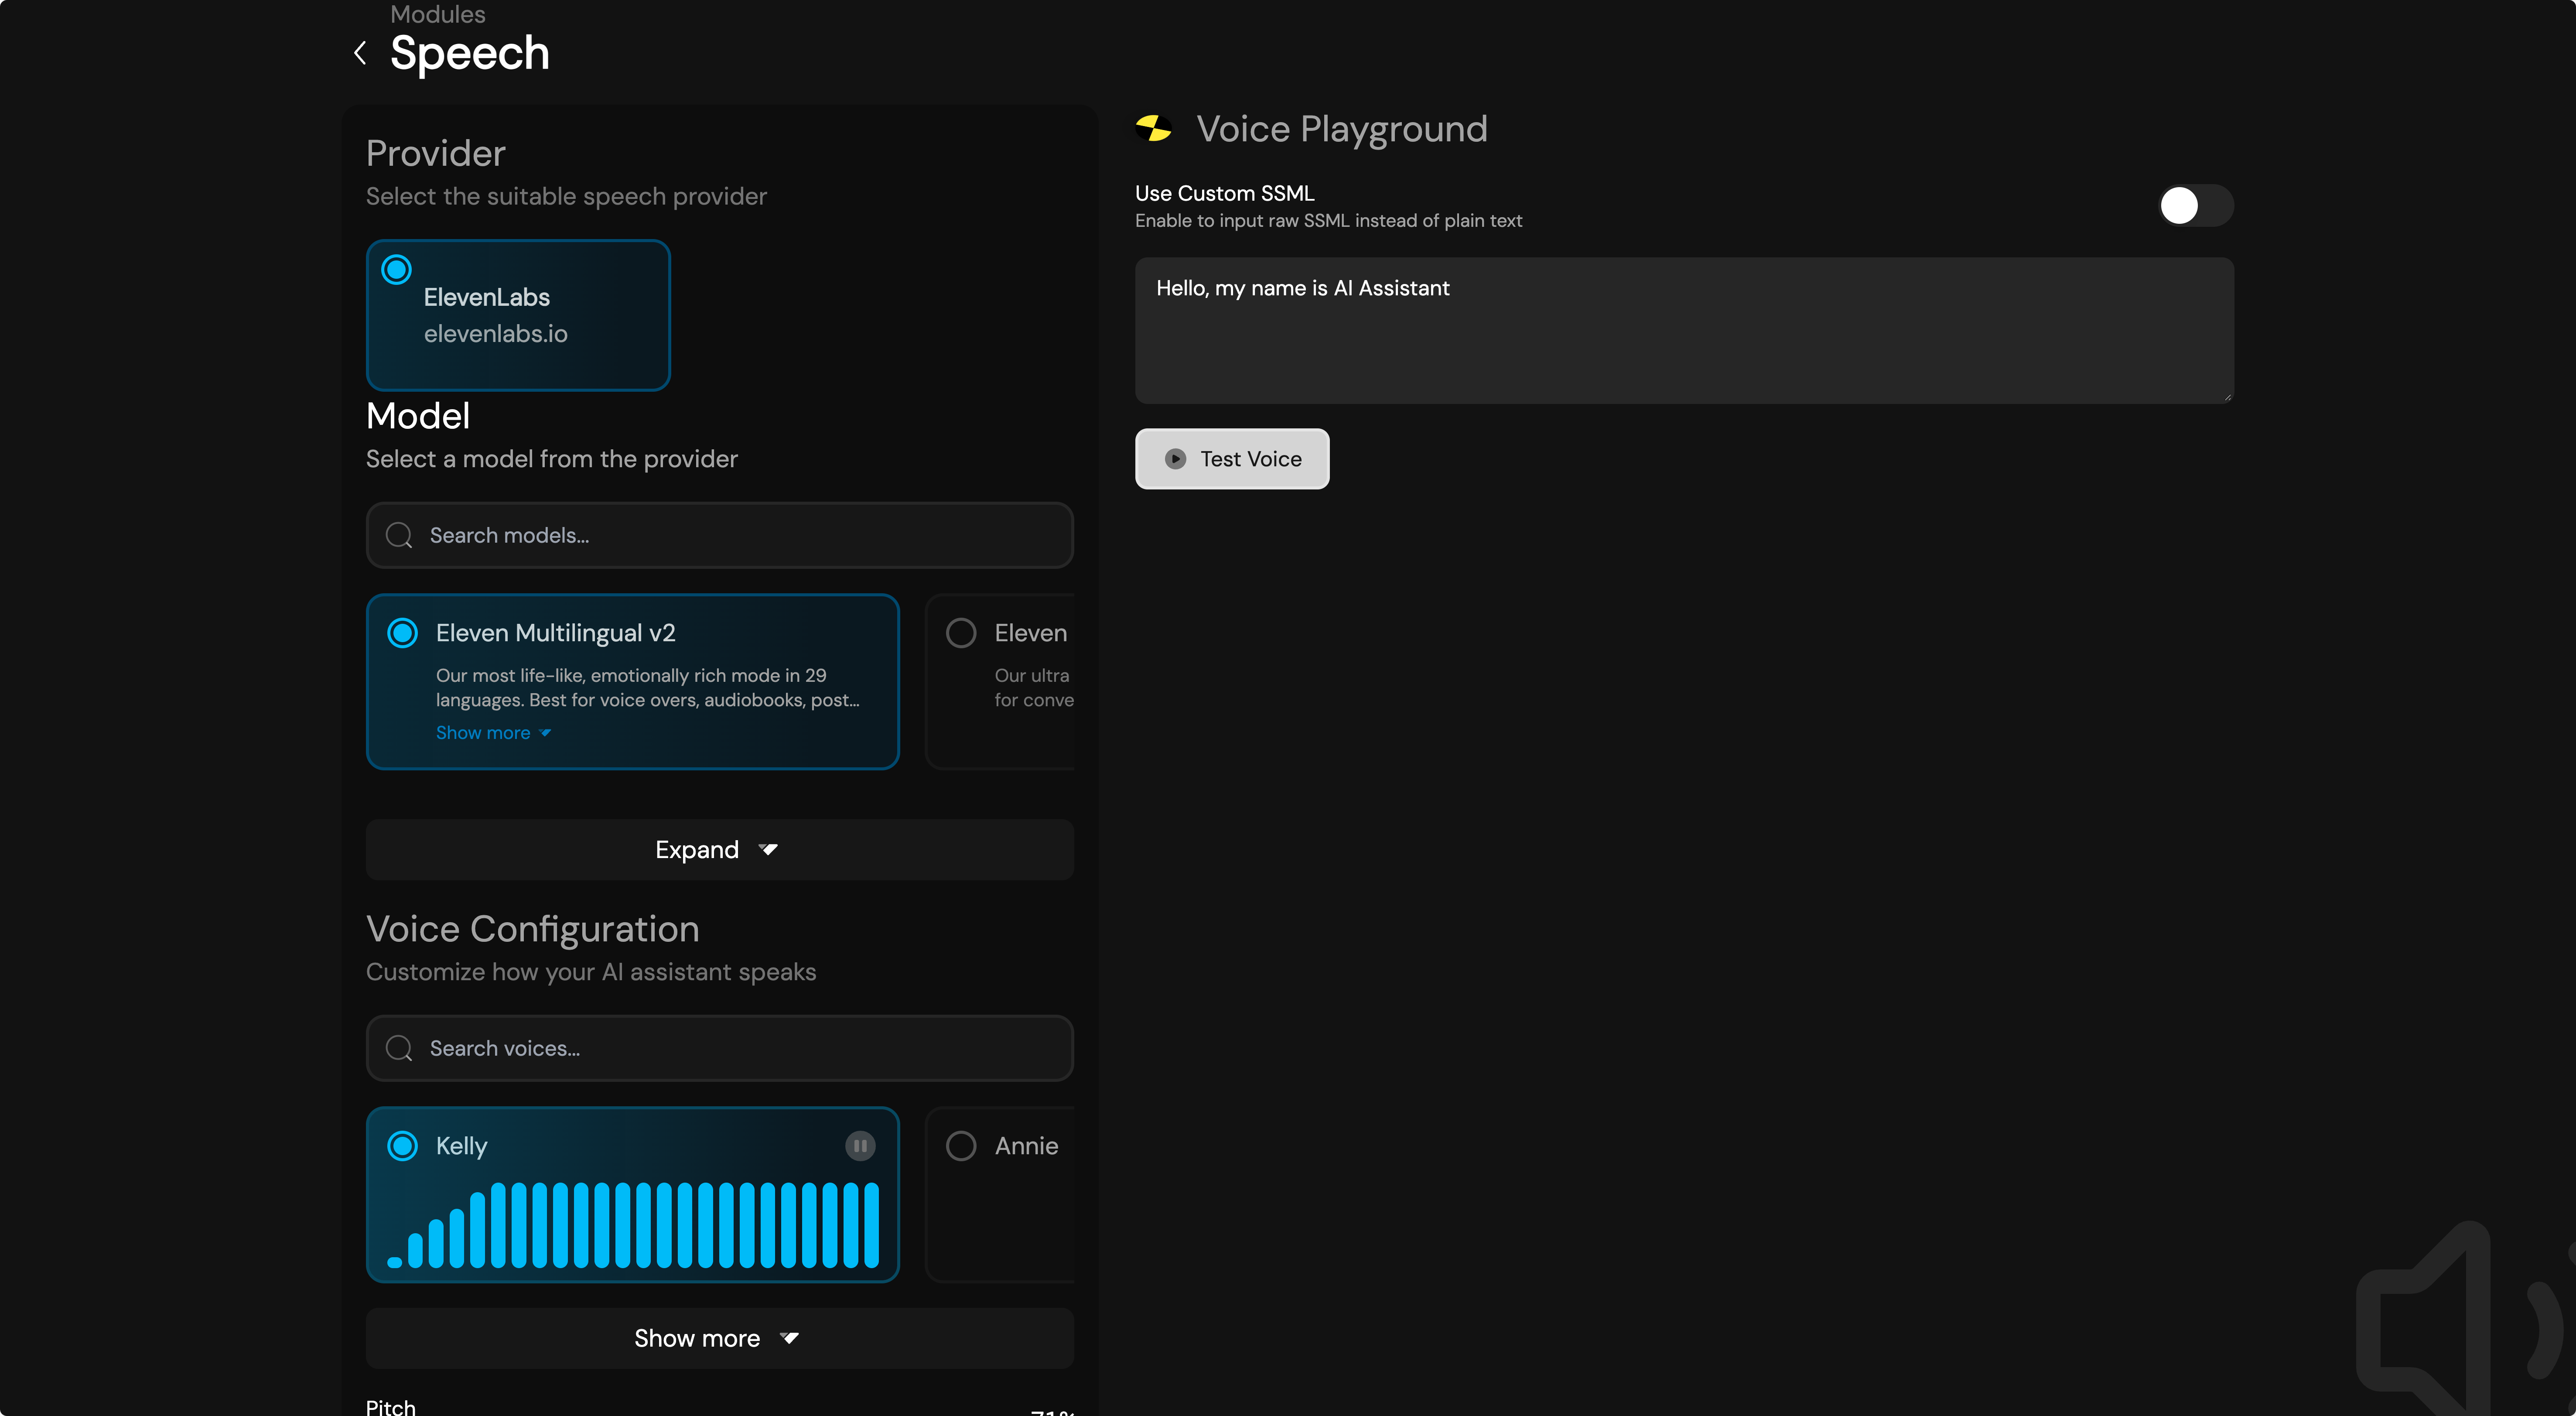 Modules
Speech
Provider
Select the suitable speech provider
ElevenLabs
elevenlabs.io
Model
Select a model from the provider
Search models...
Eleven Multilingual v2
Our most life-like, emotionally rich mode in 29
languages. Best for voice overs, audiobooks, post...
Show more
Eleven
Our ultra
for conve
Expand
Voice Configuration
Customize how your AI assistant speaks
Search voices...
Kelly
Annie
Show more
Pitch
Voice Playground
Use Custom SSML
Enable to input raw SSML instead of plain text
Hello, my name is AI Assistant
Test Voice